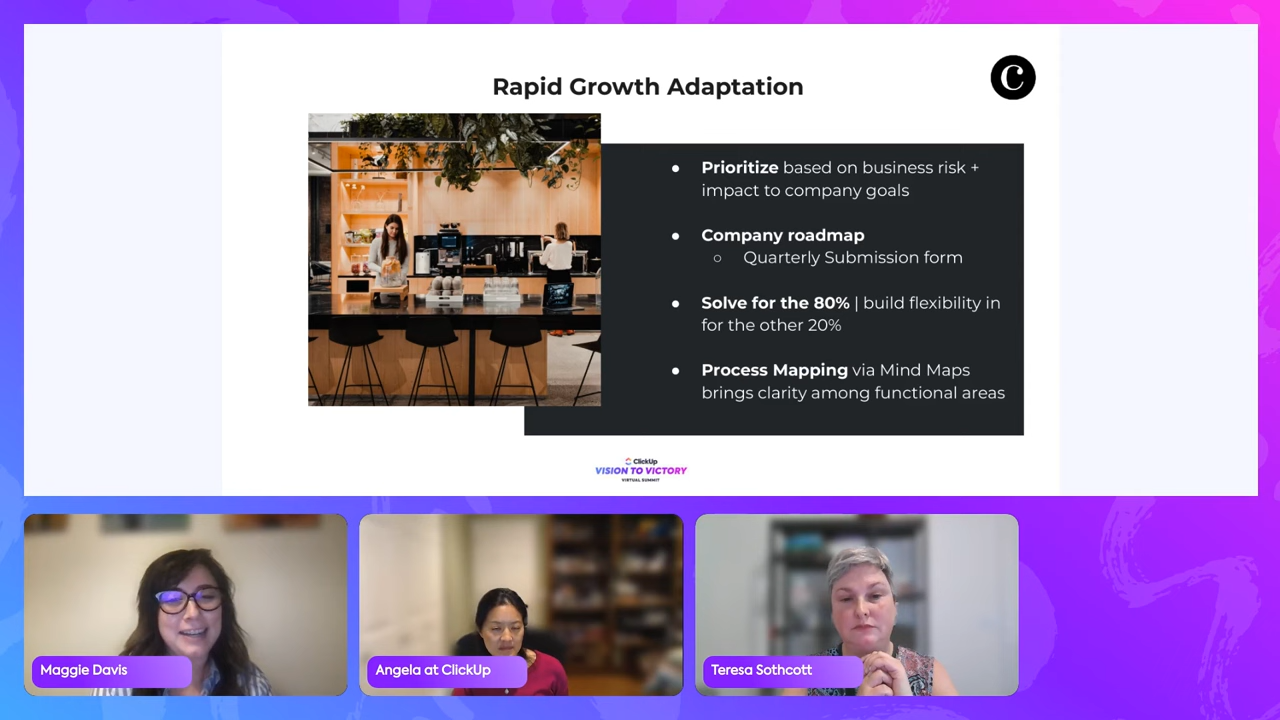 Rapid Growth Adaptation
C
● Prioritize based on business risk +
impact to company goals
● Company roadmap
○ Quarterly Submission form
● Solve for the 80% | build flexibility in
for the other 20%
● Process Mapping via Mind Maps
brings clarity among functional areas
ClickUp
VISION TO VICTORY
VIRTUAL SUMMIT
Maggie Davis
Angela at ClickUp
Teresa Sothcott